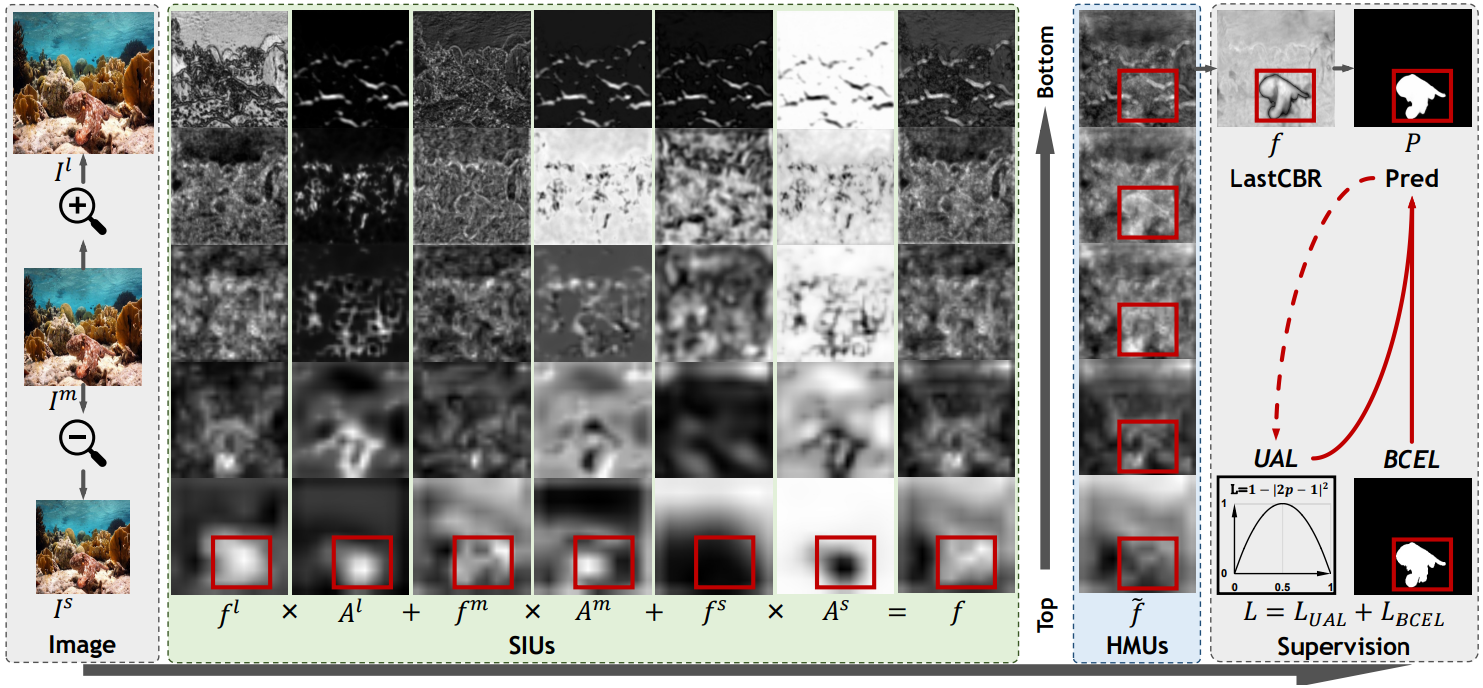 I^l
I^m
I^s
Image
f^l × A^l + f^m × A^m + f^s × A^s = f
SIUs
Bottom
Top
f̃
HMUs
f P
LastCBR Pred
UAL BCEL
L=1 − |2p − 1|^2
1
0
0 0.5 1
L = L_{UAL} + L_{BCEL}
Supervision